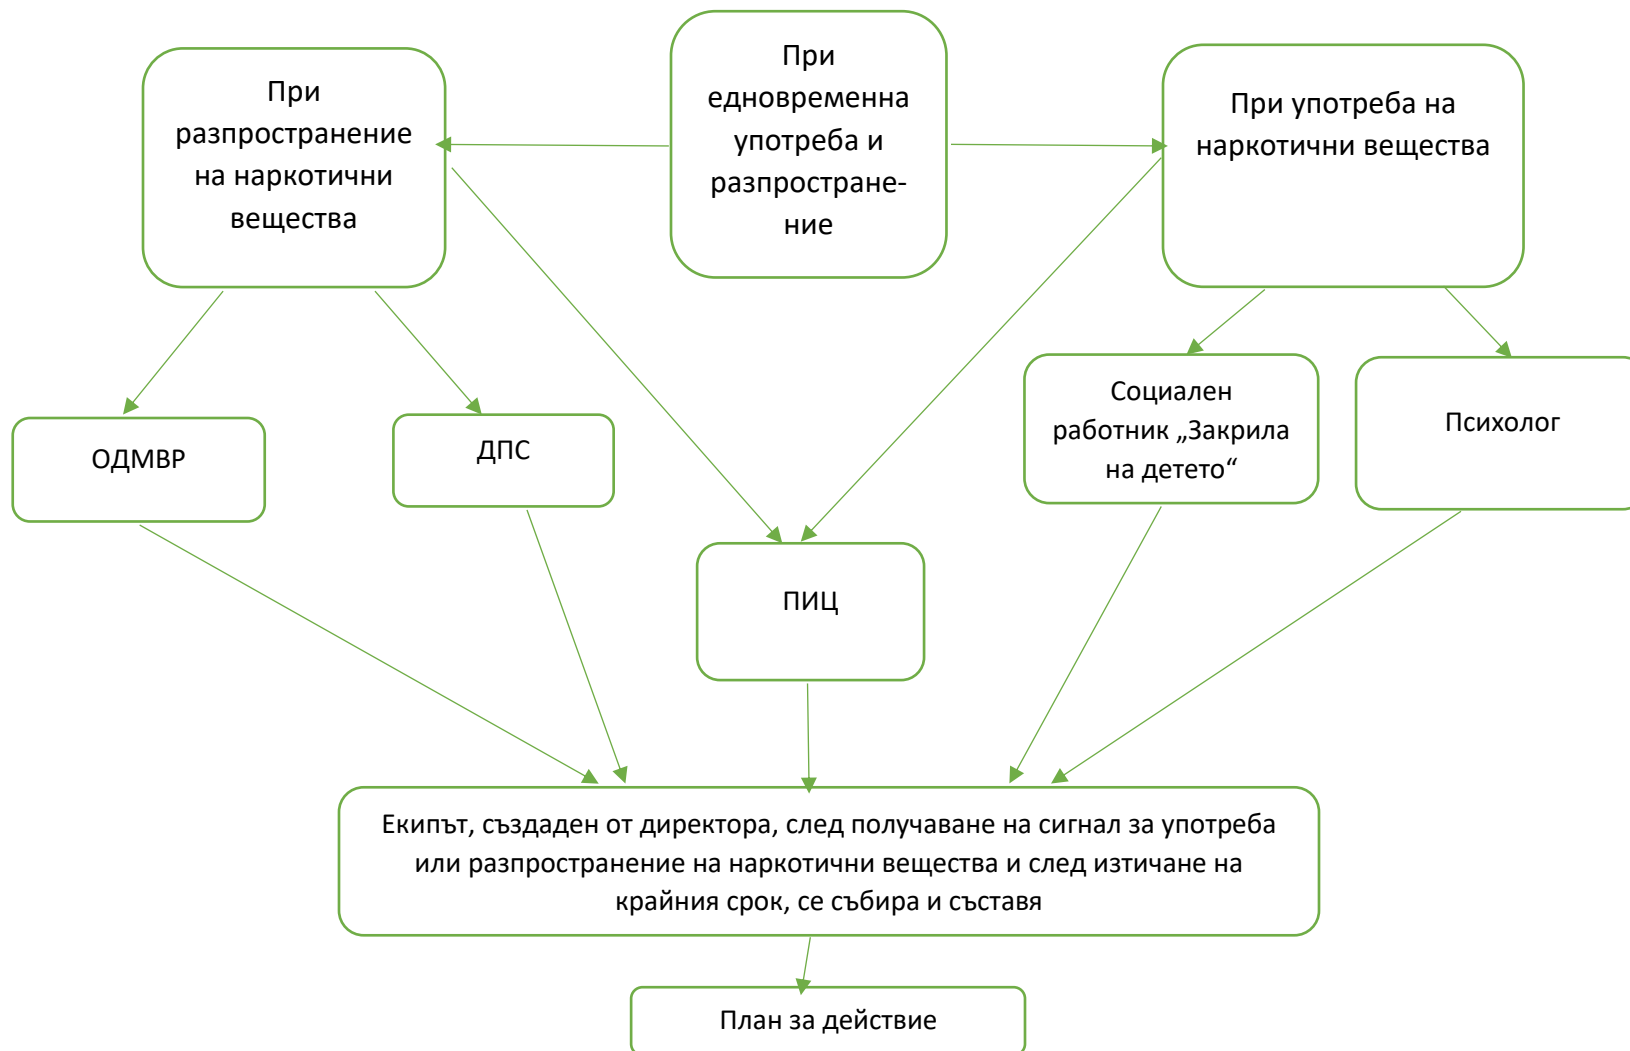 При
разпространение
на наркотични
вещества
При
едновременна
употреба и
разпростране-
ние
При употреба на
наркотични вещества
ОДМВР
ДПС
Социален
работник „Закрила
на детето“
Психолог
ПИЦ
Екипът, създаден от директора, след получаване на сигнал за употреба
или разпространение на наркотични вещества и след изтичане на
крайния срок, се събира и съставя
План за действие